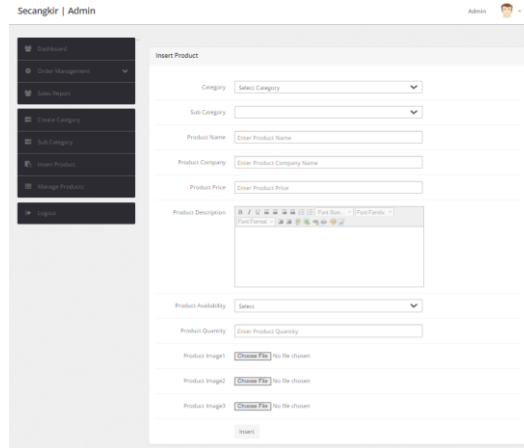 Secangkir | Admin
Admin
Dashboard
Order Management
Sales Report
Create Category
Sub Category
Insert Product
Manage Products
Logout
Insert Product
Category
Select Category
Sub Category
Product Name
Enter Product Name
Product Company
Enter Product Company Name
Product Price
Enter Product Price
Product Description
B I U
Font Size...
Font Family.
Font Format
Product Availability
Select
Product Quantity
Enter Product Quantity
Product Image1
Choose File No file chosen
Product Image2
Choose File No file chosen
Product Image3
Choose File No file chosen
Insert